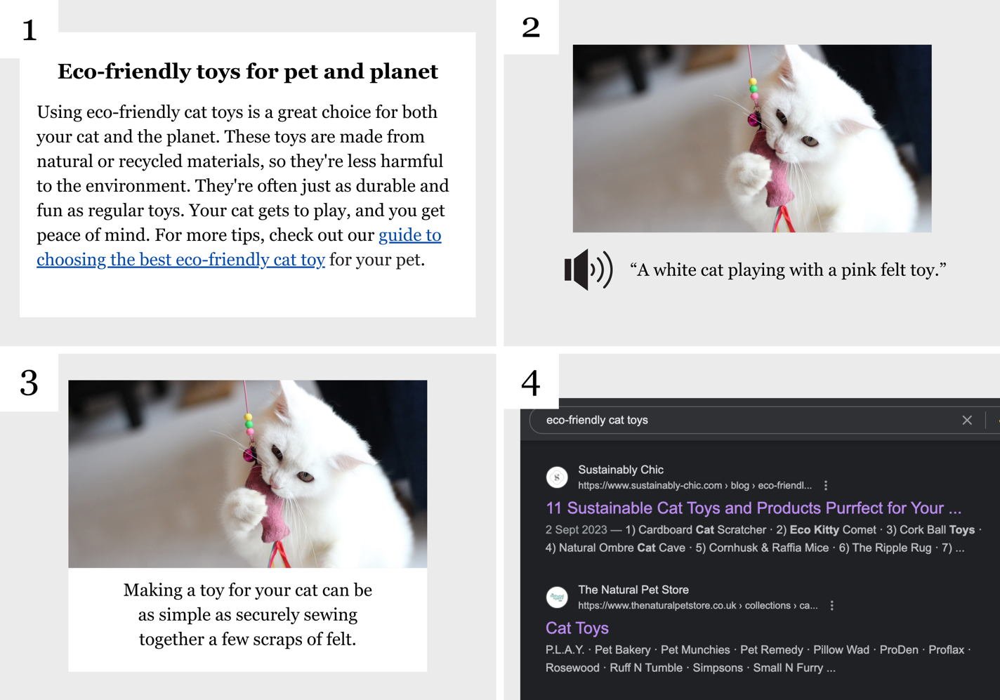 1
Eco-friendly toys for pet and planet
Using eco-friendly cat toys is a great choice for both
your cat and the planet. These toys are made from
natural or recycled materials, so they're less harmful
to the environment. They're often just as durable and
fun as regular toys. Your cat gets to play, and you get
peace of mind. For more tips, check out our guide to
choosing the best eco-friendly cat toy for your pet.
2
“A white cat playing with a pink felt toy.”
3
Making a toy for your cat can be
as simple as securely sewing
together a few scraps of felt.
4
eco-friendly cat toys
Sustainably Chic
https://www.sustainably-chic.com › blog › eco-friendl...
11 Sustainable Cat Toys and Products Purrfect for Your ...
2 Sept 2023 — 1) Cardboard Cat Scratcher · 2) Eco Kitty Comet · 3) Cork Ball Toys ·
4) Natural Ombre Cat Cave · 5) Cornhusk & Raffia Mice · 6) The Ripple Rug · 7) ...
The Natural Pet Store
https://www.thenaturalpetstore.co.uk › collections › ca...
Cat Toys
P.L.A.Y. · Pet Bakery · Pet Munchies · Pet Remedy · Pillow Wad · ProDen · Proflax ·
Rosewood · Ruff N Tumble · Simpsons · Small N Furry ...